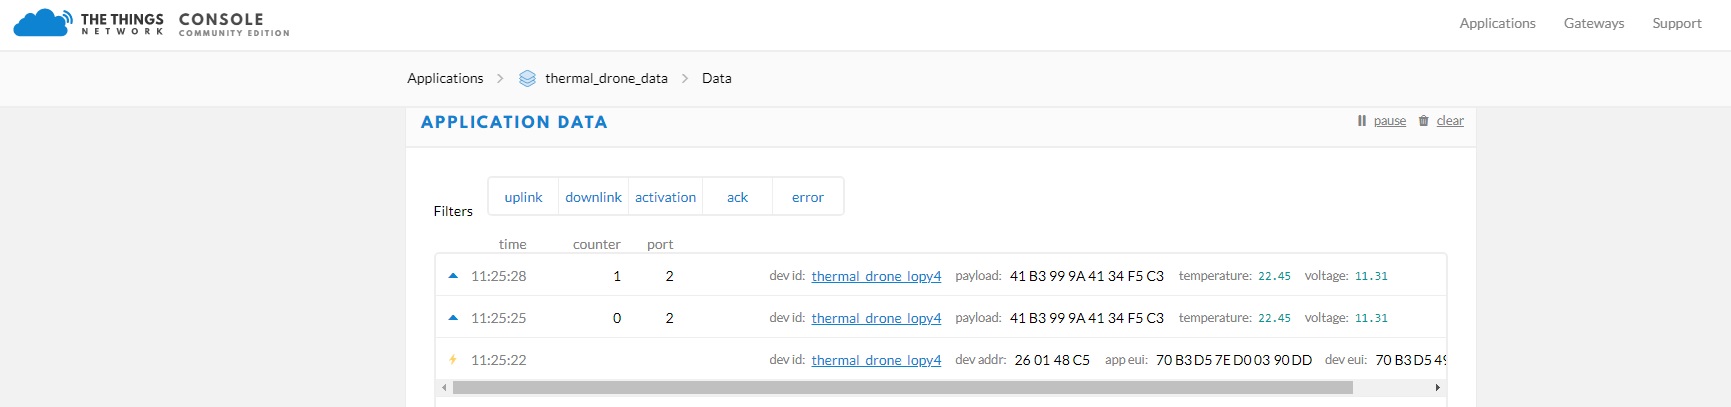 THE THINGS CONSOLE
NETWORK COMMUNITY EDITION
Applications Gateways Support
Applications > thermal_drone_data > Data
APPLICATION DATA
pause clear
Filters uplink downlink activation ack error
time counter port
11:25:28 1 2 dev id: thermal_drone_lopy4 payload: 41 B3 99 9A 41 34 F5 C3 temperature: 22.45 voltage: 11.31
11:25:25 0 2 dev id: thermal_drone_lopy4 payload: 41 B3 99 9A 41 34 F5 C3 temperature: 22.45 voltage: 11.31
11:25:22 dev id: thermal_drone_lopy4 dev addr: 26 01 48 C5 app eui: 70 B3 D5 7E D0 03 90 DD dev eui: 70 B3 D5 49